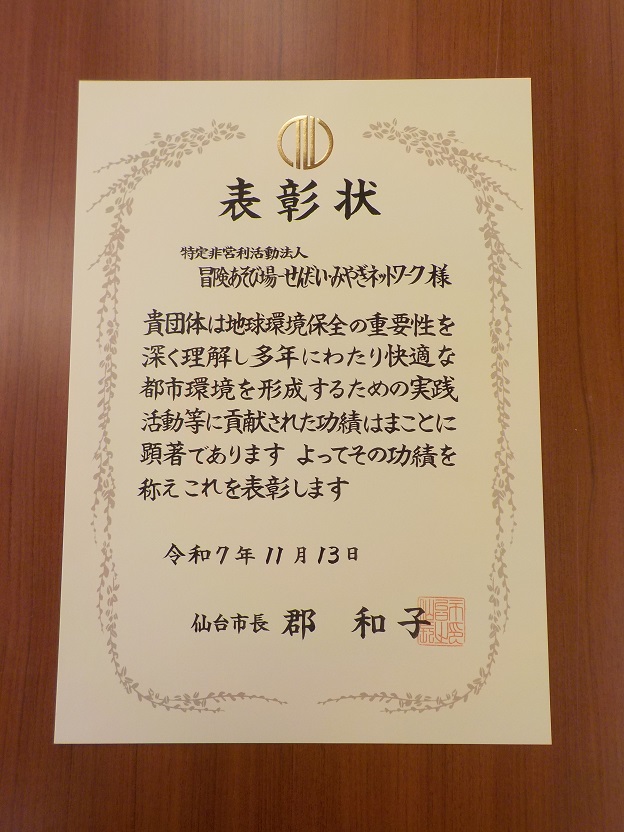 表彰状
特定非営利活動法人
冒険あそび場-せんだい・みやぎネットワーク 様
貴団体は地球環境保全の重要性を
深く理解し多年にわたり快適な
都市環境を形成するための実践
活動等に貢献された功績はまことに
顕著であります よってその功績を
称えこれを表彰します
令和7年11月13日
仙台市長 郡 和子